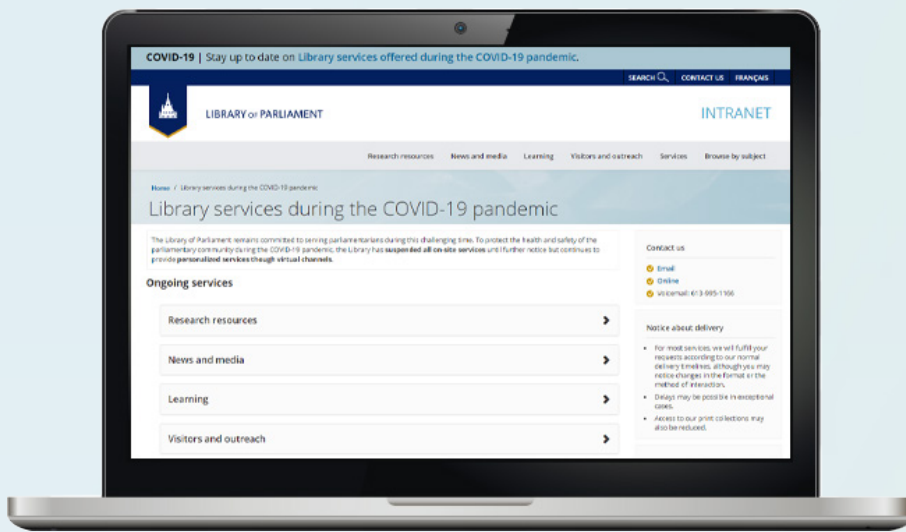 COVID-19 | Stay up to date on Library services offered during the COVID-19 pandemic.
SEARCH CONTACT US FRANÇAIS
LIBRARY OF PARLIAMENT
INTRANET
Research resources News and media Learning Visitors and outreach Services Browse by subject
Home / Library services during the COVID-19 pandemic
Library services during the COVID-19 pandemic
The Library of Parliament remains committed to serving parliamentarians during this challenging time. To protect the health and safety of the
parliamentary community during the COVID-19 pandemic, the Library has suspended all on-site services until further notice but continues to
provide personalized services though virtual channels.
Ongoing services
Research resources
News and media
Learning
Visitors and outreach
Contact us
Email
Online
Voicemail: 613-995-1166
Notice about delivery
• For most services, we will fulfill your
requests according to our normal
delivery timelines, although you may
notice changes in the format or the
method of interaction.
• Delays may be possible in exceptional
cases.
• Access to our print collections may
also be reduced.